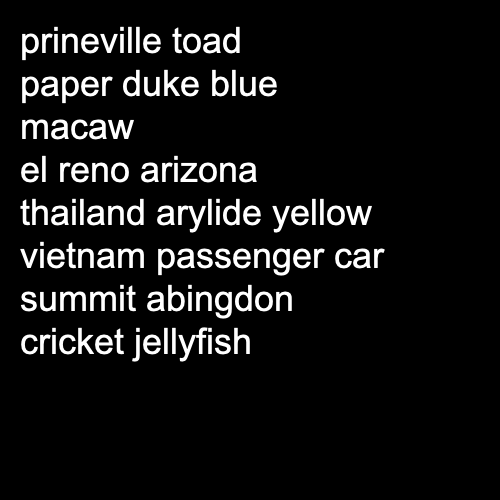 prineville toad
paper duke blue
macaw
el reno arizona
thailand arylide yellow
vietnam passenger car
summit abingdon
cricket jellyfish